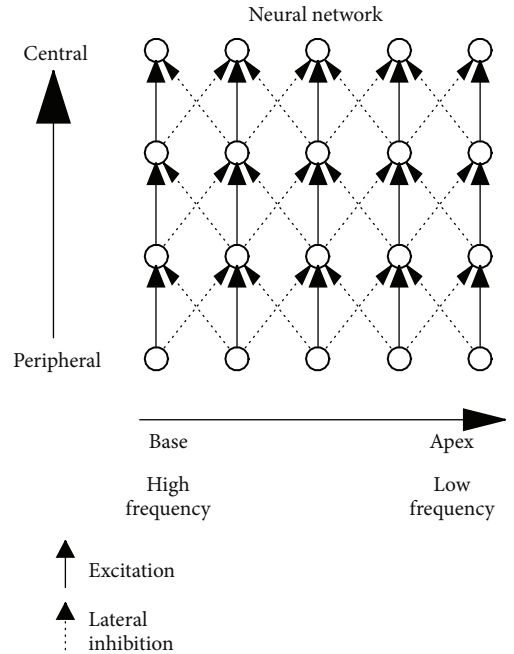 Neural network
Central
Peripheral
Base
Apex
High
frequency
Low
frequency
Excitation
Lateral
inhibition